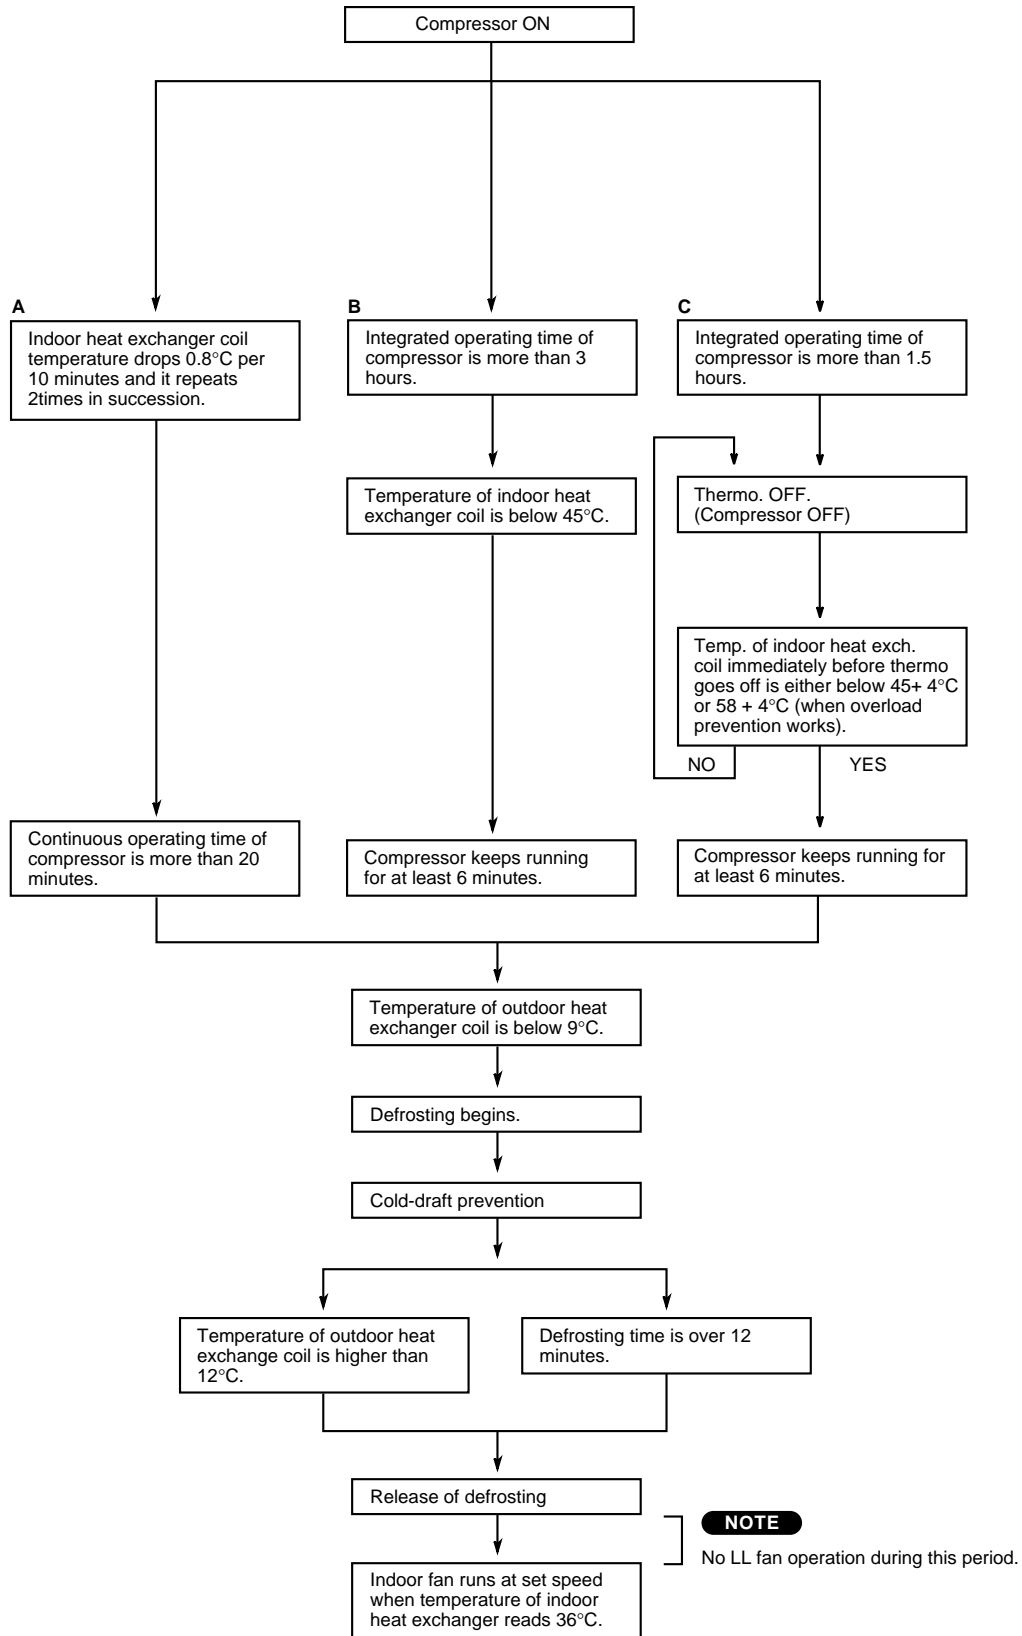 Compressor ON
A
Indoor heat exchanger coil
temperature drops 0.8°C per
10 minutes and it repeats
2times in succession.
Continuous operating time of
compressor is more than 20
minutes.
B
Integrated operating time of
compressor is more than 3
hours.
Temperature of indoor heat
exchanger coil is below 45°C.
Compressor keeps running
for at least 6 minutes.
C
Integrated operating time of
compressor is more than 1.5
hours.
Thermo. OFF.
(Compressor OFF)
Temp. of indoor heat exch.
coil immediately before thermo
goes off is either below 45+ 4°C
or 58 + 4°C (when overload
prevention works).
NO
YES
Compressor keeps running for
at least 6 minutes.
Temperature of outdoor heat
exchanger coil is below 9°C.
Defrosting begins.
Cold-draft prevention
Temperature of outdoor heat
exchange coil is higher than
12°C.
Defrosting time is over 12
minutes.
Release of defrosting
NOTE
No LL fan operation during this period.
Indoor fan runs at set speed
when temperature of indoor
heat exchanger reads 36°C.